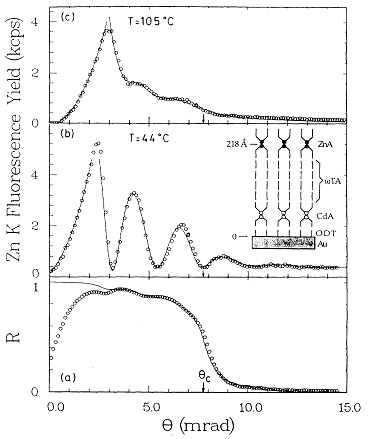 (c)
T=105°C
4
2
0
Zn K Fluorescence Yield (kcps)
(b)
T=44°C
4
2
0
218 Å
ZnA
ωTA
CdA
ODT
0
Au
1
R
0
(a)
θc
0.0
5.0
10.0
15.0
θ (mrad)